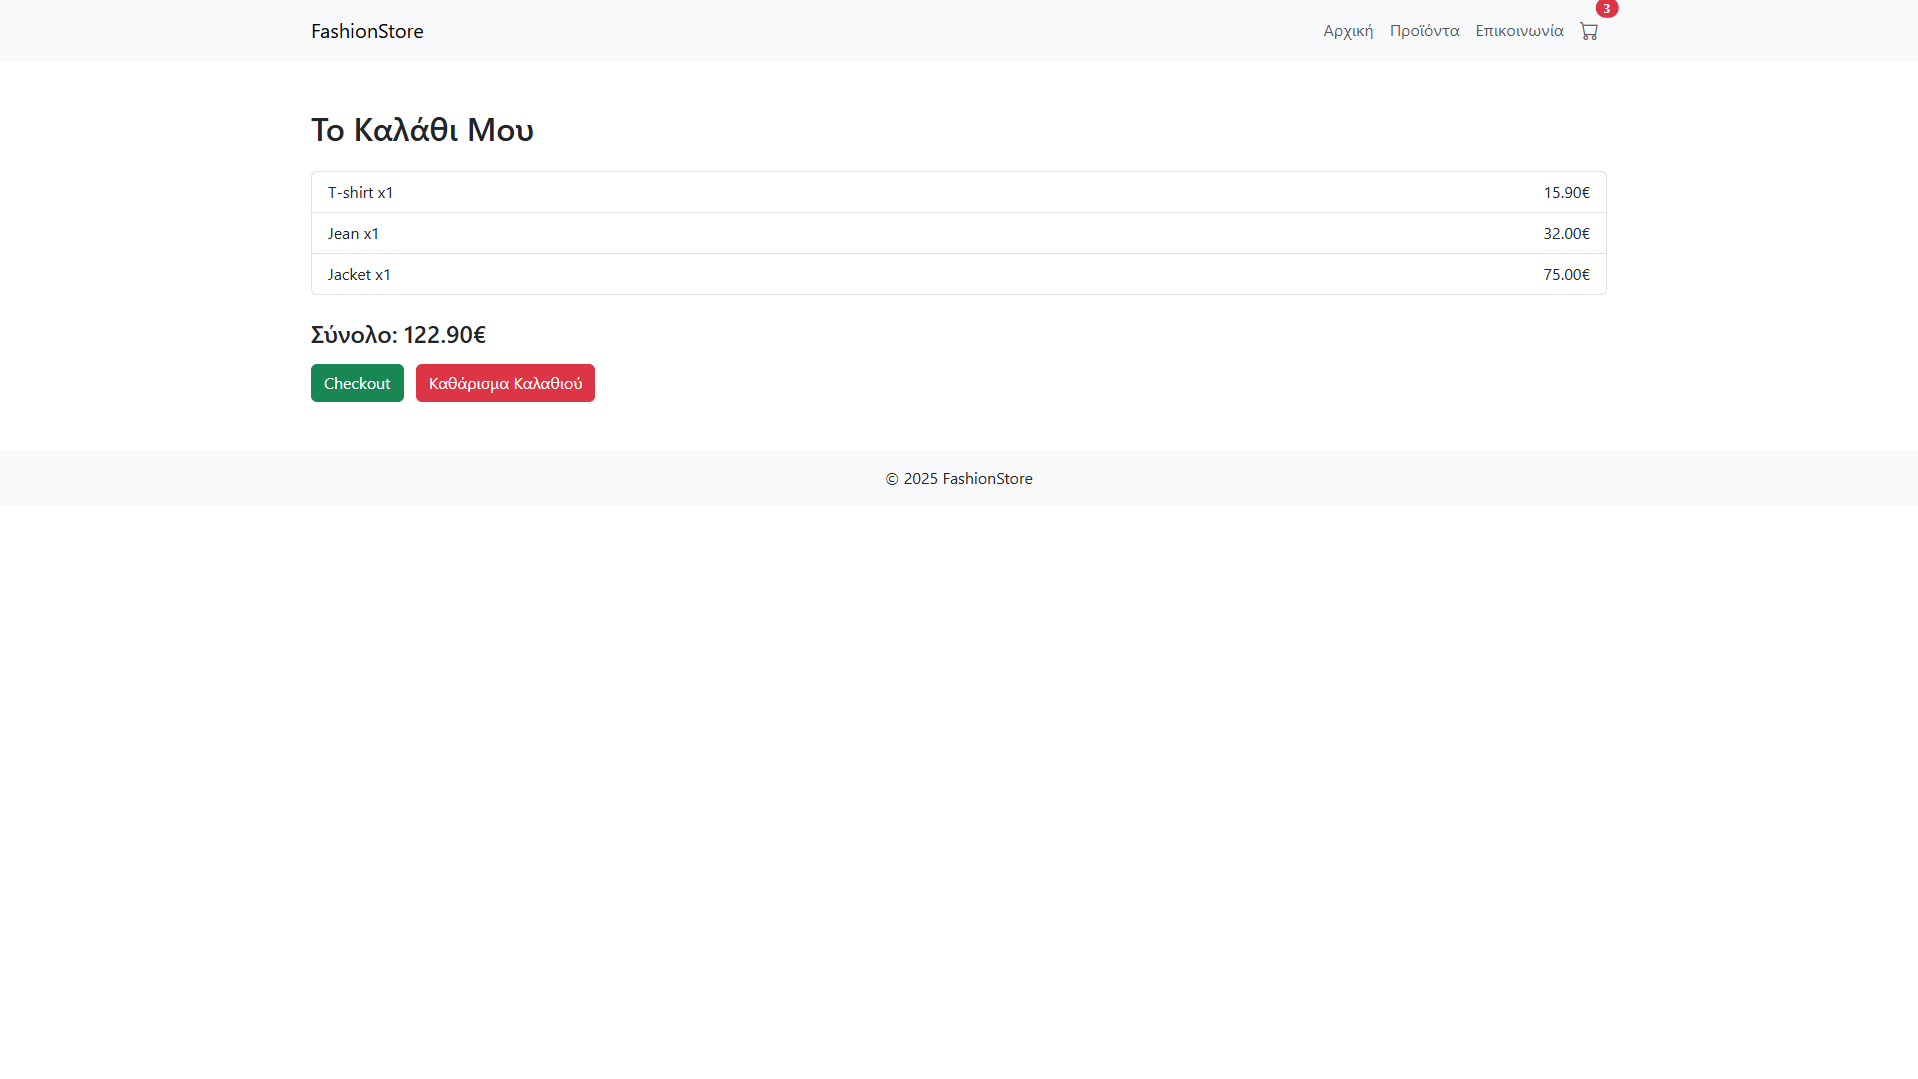 FashionStore Αρχική Προϊόντα Επικοινωνία 3
Το Καλάθι Μου
T-shirt x1 15.90€
Jean x1 32.00€
Jacket x1 75.00€
Σύνολο: 122.90€
Checkout Καθάρισμα Καλαθιού
© 2025 FashionStore